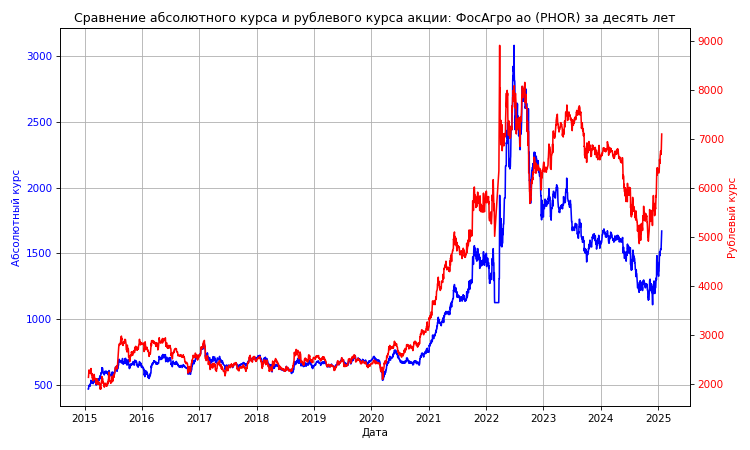 Сравнение абсолютного курса и рублевого курса акции: ФосАгро ао (PHOR) за десять лет
Абсолютный курс
3000
2500
2000
1500
1000
500
9000
8000
7000
6000
5000
4000
3000
2000
Рублевый курс
2015 2016 2017 2018 2019 2020 2021 2022 2023 2024 2025
Дата